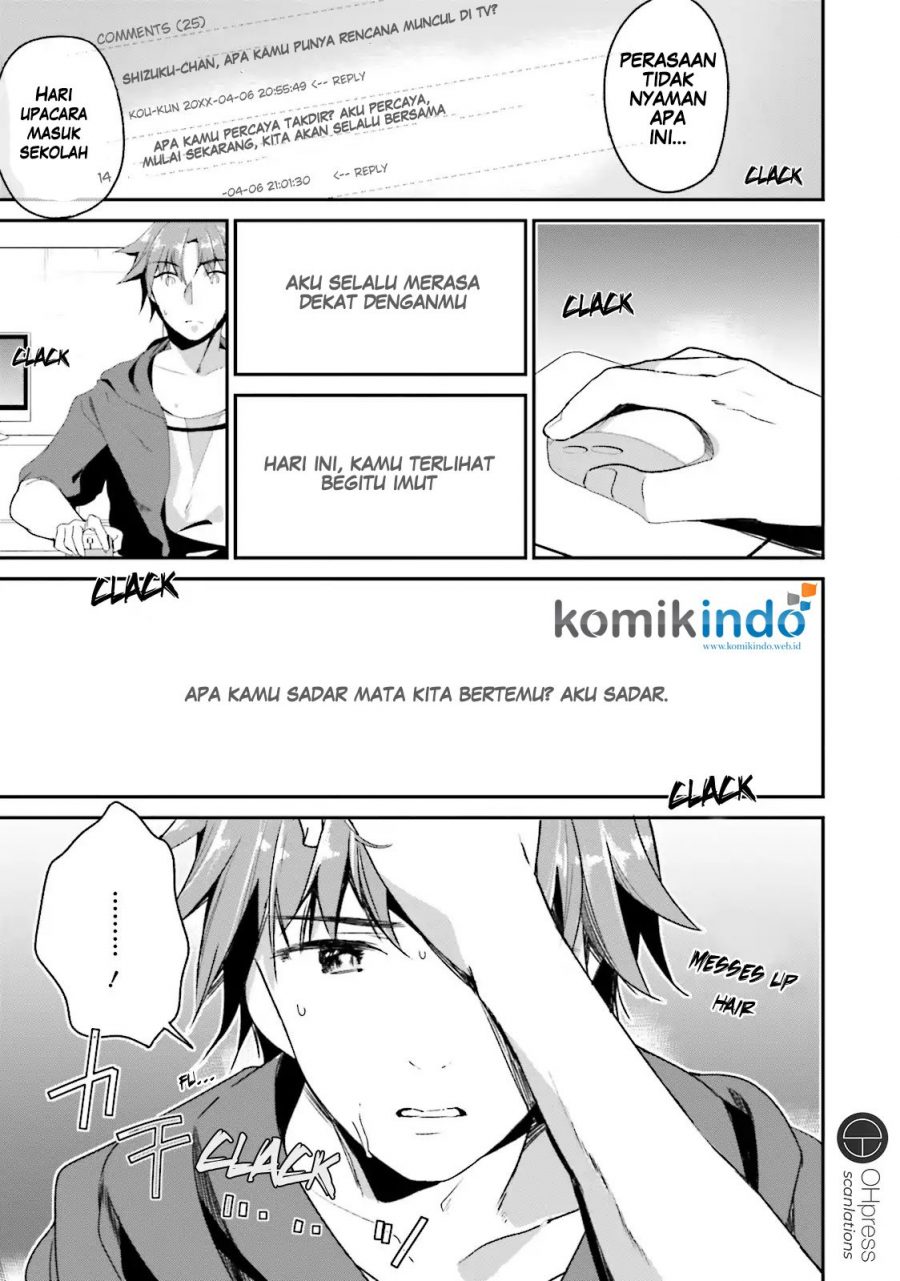 PERASAAN
TIDAK
NYAMAN
APA
INI...
CLACK
COMMENTS (25)
SHIZUKU-CHAN, APA KAMU PUNYA RENCANA MUNCUL DI TV?
KOU-KUN 20XX-04-06 20:55:49 <-- REPLY
APA KAMU PERCAYA TAKDIR? AKU PERCAYA,
MULAI SEKARANG, KITA AKAN SELALU BERSAMA
14
-04-06 21:01:30 <-- REPLY
HARI
UPACARA
MASUK
SEKOLAH
CLACK
AKU SELALU MERASA
DEKAT DENGANMU
HARI INI, KAMU TERLIHAT
BEGITU IMUT
CLACK
CLACK
komikindo
www.komikindo.web.id
APA KAMU SADAR MATA KITA BERTEMU? AKU SADAR.
CLACK
MESSES UP
HAIR
........!
FU...
カチ
CLACK
OHpress
scanlations